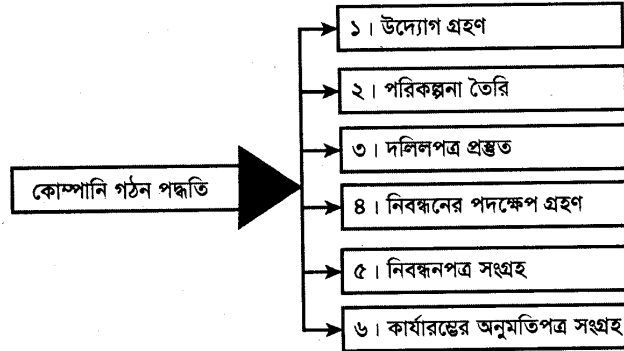 ১। উদ্যোগ গ্রহণ
২। পরিকল্পনা তৈরি
৩। দলিলপত্র প্রস্তুত
কোম্পানি গঠন পদ্ধতি
৪। নিবন্ধনের পদক্ষেপ গ্রহণ
৫। নিবন্ধনপত্র সংগ্রহ
৬। কার্যারম্ভের অনুমতিপত্র সংগ্রহ